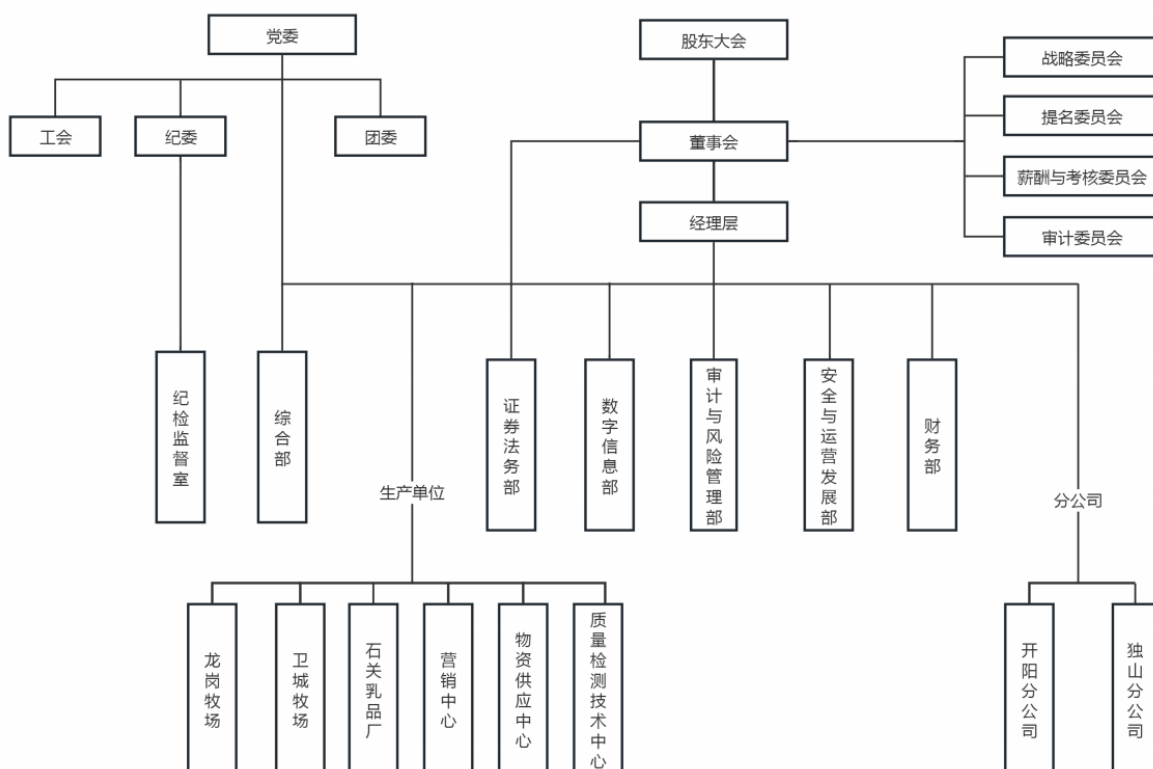 党委
股东大会
战略委员会
工会
纪委
团委
董事会
提名委员会
薪酬与考核委员会
经理层
审计委员会
纪检监督室
综合部
生产单位
证券法务部
数字信息部
审计与风险管理部
安全与运营发展部
财务部
分公司
龙岗牧场
卫城牧场
石关乳品厂
营销中心
物资供应中心
质量检测技术中心
开阳分公司
独山分公司